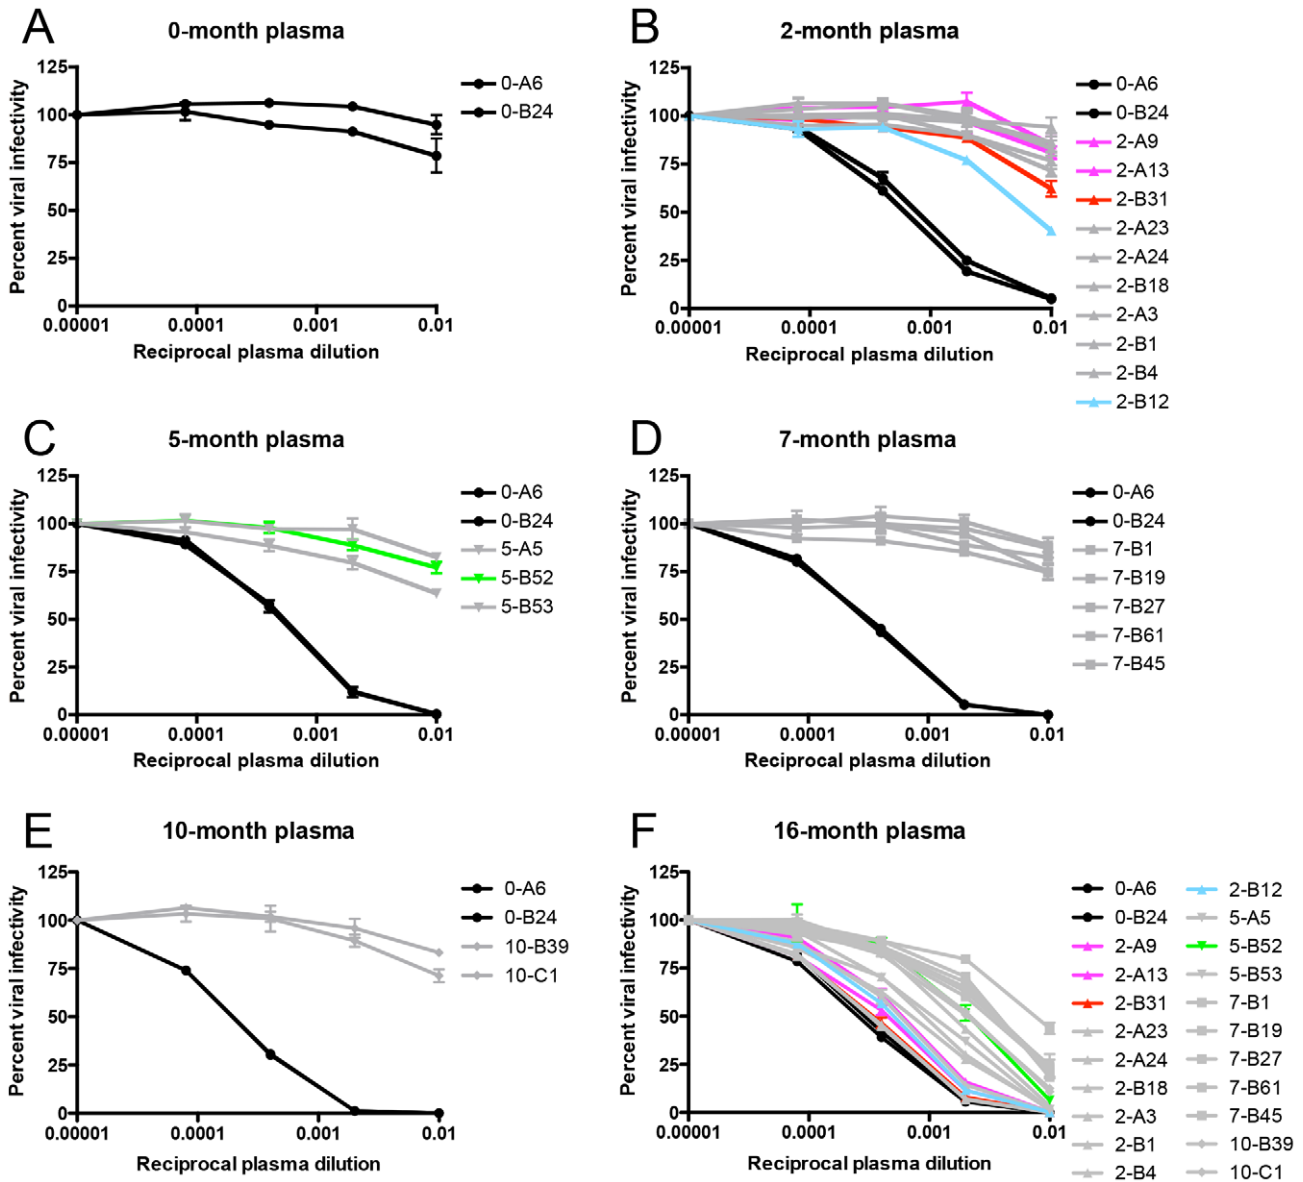 A
0-month plasma
Percent viral infectivity
125
100
75
50
25
0
0.00001
0.0001
0.001
0.01
Reciprocal plasma dilution
0-A6
0-B24
B
2-month plasma
Percent viral infectivity
125
100
75
50
25
0
0.00001
0.0001
0.001
0.01
Reciprocal plasma dilution
0-A6
0-B24
2-A9
2-A13
2-B31
2-A23
2-A24
2-B18
2-A3
2-B1
2-B4
2-B12
C
5-month plasma
Percent viral infectivity
125
100
75
50
25
0
0.00001
0.0001
0.001
0.01
Reciprocal plasma dilution
0-A6
0-B24
5-A5
5-B52
5-B53
D
7-month plasma
Percent viral infectivity
125
100
75
50
25
0
0.00001
0.0001
0.001
0.01
Reciprocal plasma dilution
0-A6
0-B24
7-B1
7-B19
7-B27
7-B61
7-B45
E
10-month plasma
Percent viral infectivity
125
100
75
50
25
0
0.00001
0.0001
0.001
0.01
Reciprocal plasma dilution
0-A6
0-B24
10-B39
10-C1
F
16-month plasma
Percent viral infectivity
125
100
75
50
25
0
0.00001
0.0001
0.001
0.01
Reciprocal plasma dilution
0-A6
0-B24
2-A9
2-A13
2-B31
2-A23
2-A24
2-B18
2-A3
2-B1
2-B4
2-B12
5-A5
5-B52
5-B53
7-B1
7-B19
7-B27
7-B61
7-B45
10-B39
10-C1